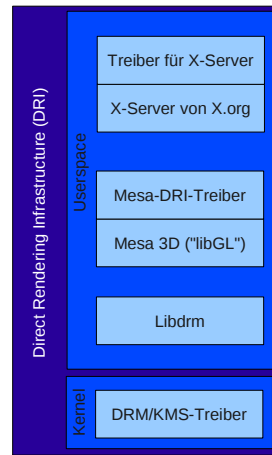 Direct Rendering Infrastructure (DRI)
Userspace
Treiber für X-Server
X-Server von X.org
Mesa-DRI-Treiber
Mesa 3D ("libGL")
Libdrm
Kernel
DRM/KMS-Treiber